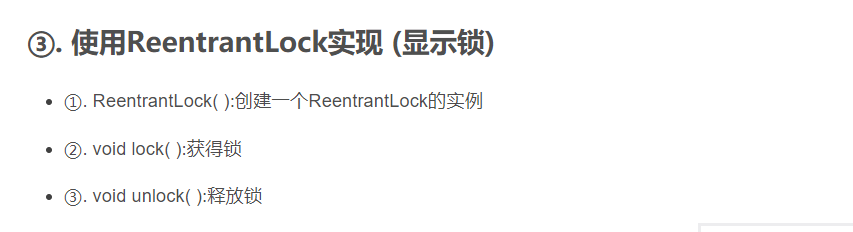 ③. 使用ReentrantLock实现 (显示锁)
①. ReentrantLock( ):创建一个ReentrantLock的实例
②. void lock( ):获得锁
③. void unlock( ):释放锁